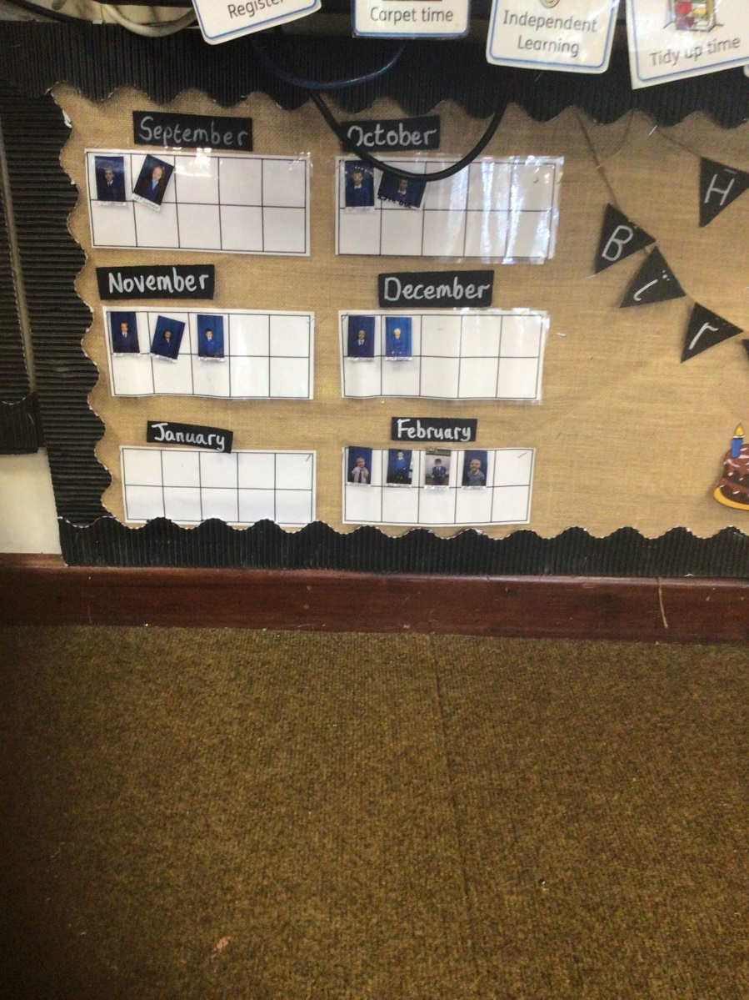 Register
Carpet time
Independent
Learning
Tidy up time
September
October
H
B
i
r
November
December
January
February